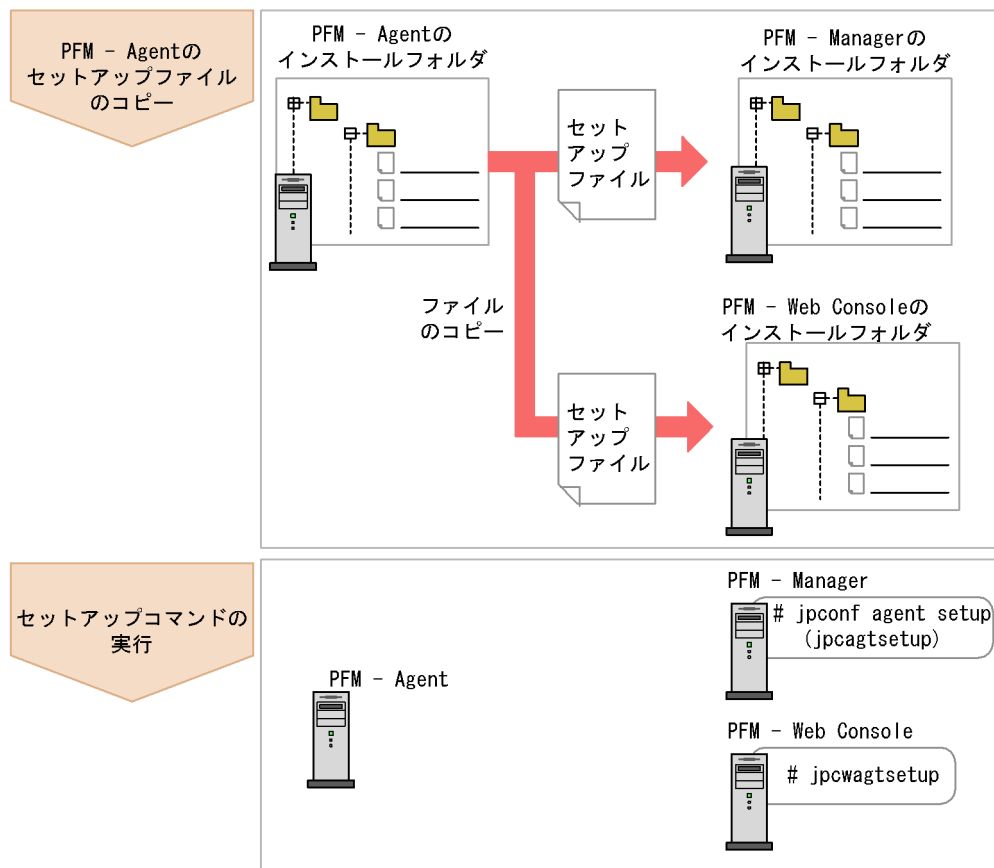 PFM － Agentの
セットアップファイル
のコピー
PFM － Agentの
インストールフォルダ
PFM － Managerの
インストールフォルダ
セット
アップ
ファイル
ファイル
のコピー
PFM － Web Consoleの
インストールフォルダ
セット
アップ
ファイル
セットアップコマンドの
実行
PFM － Agent
PFM － Manager
# jpconf agent setup
(jpcagtsetup)
PFM － Web Console
# jpcwagtsetup